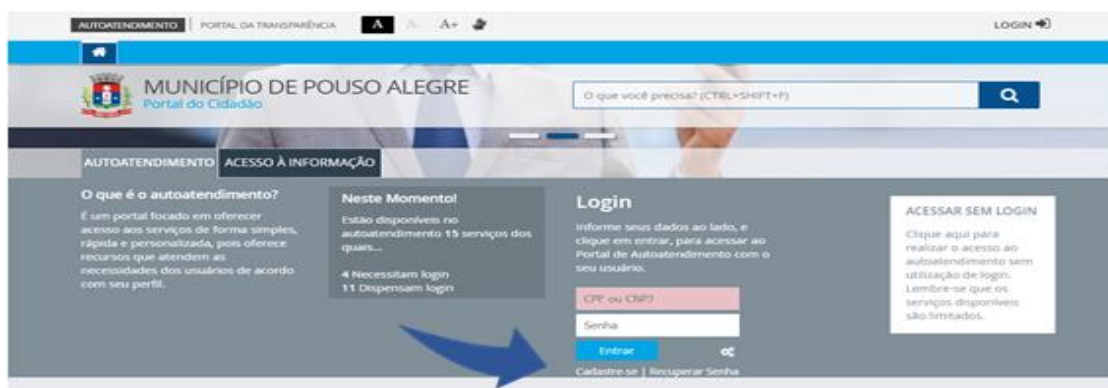 AUTOATENDIMENTO | PORTAL DA TRANSPARÊNCIA A A- A+ LOGIN
MUNICÍPIO DE POUSO ALEGRE
Portal do Cidadão
O que você precisa? (CTRL+SHIFT+F)
AUTOATENDIMENTO ACESSO À INFORMAÇÃO
O que é o autoatendimento?
É um portal focado em oferecer
acesso aos serviços de forma simples,
rápida e personalizada, pois oferece
recursos que atendem as
necessidades dos usuários de acordo
com seu perfil.
Neste Momento!
Estão disponíveis no
autoatendimento 15 serviços dos
quais...
4 Necessitam login
11 Dispensam login
Login
Informe seus dados ao lado, e
clique em entrar, para acessar ao
Portal de Autoatendimento com o
seu usuário.
CPF ou CNPJ
Senha
Entrar
Cadastre-se | Recuperar Senha
ACESSAR SEM LOGIN
Clique aqui para
realizar o acesso ao
autoatendimento sem
utilização de login.
Lembre-se que os
serviços disponíveis
são limitados.